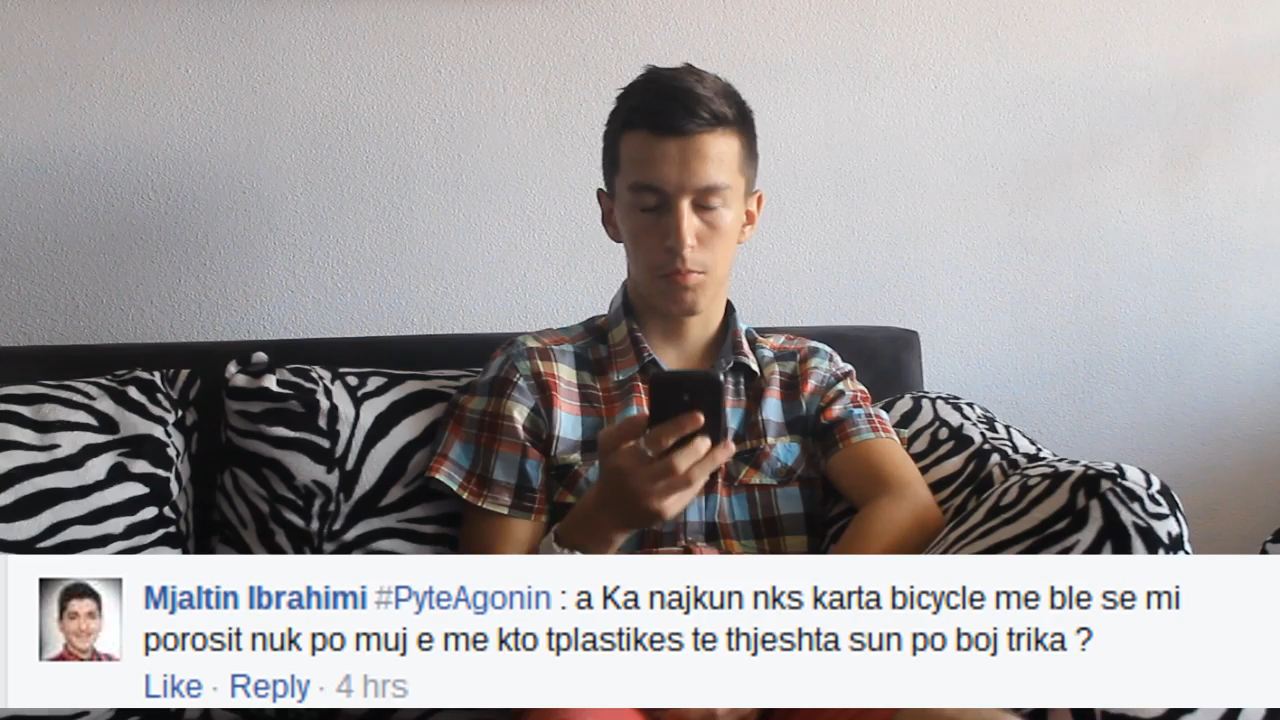 Mjaltin Ibrahimi #PyteAgonin : a Ka najkun nks karta bicycle me ble se mi
porosit nuk po muj e me kto tplastikes te thjeshta sun po boj trika ?
Like · Reply · 4 hrs